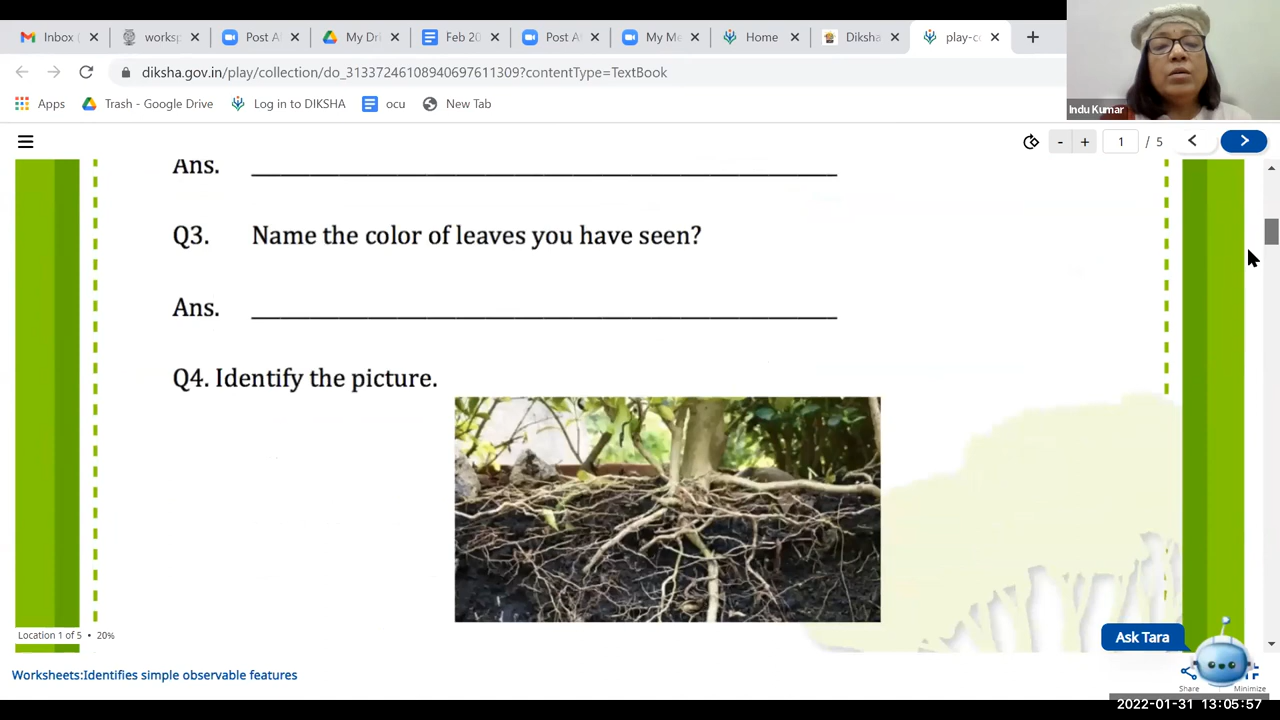 Inbox (
worksp
Post A
My Dri
Feb 20
Post A
My Me
Home
Diksha
play-co
diksha.gov.in/play/collection/do_31337246108940697611309?contentType=TextBook
Indu Kumar
Apps
Trash - Google Drive
Log in to DIKSHA
ocu
New Tab
- + 1 / 5
Ans. ________
Q3. Name the color of leaves you have seen?
Ans. ________
Q4. Identify the picture.
Location 1 of 5 • 20%
Ask Tara
Worksheets:Identifies simple observable features
Share
Minimize
2022-01-31 13:05:57